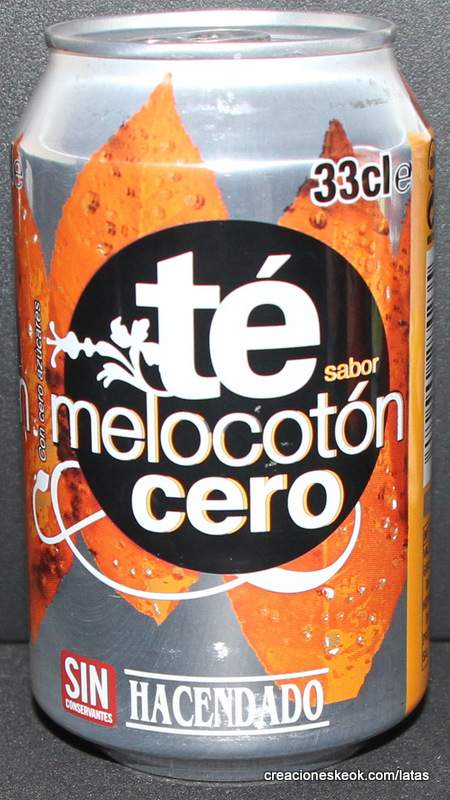 33cl e
té
sabor
melocotón
cero
Con cero azúcares
SIN
CONSERVANTES
HACENDADO
creacioneskeok.com/latas